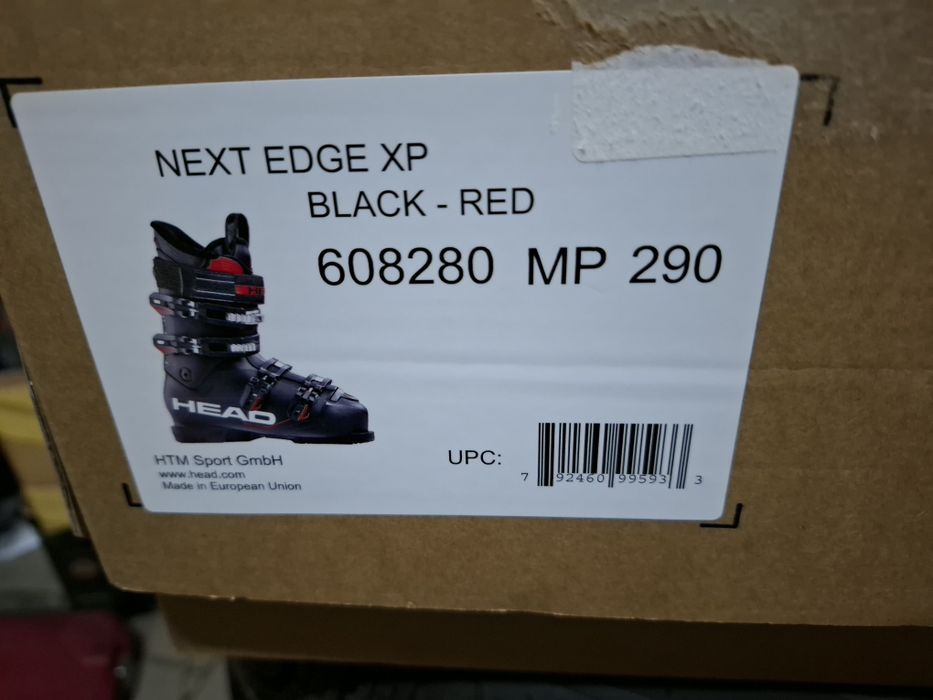 NEXT EDGE XP
BLACK - RED
608280 MP 290
HEAD
HTM Sport GmbH
www.head.com
Made in European Union
UPC:
7 92460 99593 3